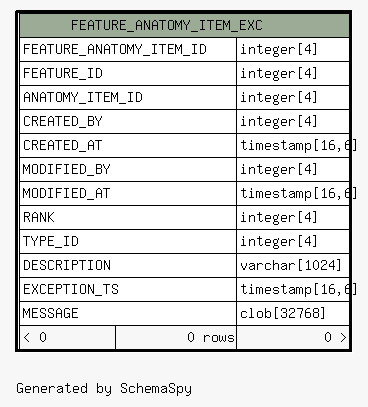 FEATURE_ANATOMY_ITEM_EXC
FEATURE_ANATOMY_ITEM_ID integer[4]
FEATURE_ID integer[4]
ANATOMY_ITEM_ID integer[4]
CREATED_BY integer[4]
CREATED_AT timestamp[16,6]
MODIFIED_BY integer[4]
MODIFIED_AT timestamp[16,6]
RANK integer[4]
TYPE_ID integer[4]
DESCRIPTION varchar[1024]
EXCEPTION_TS timestamp[16,6]
MESSAGE clob[32768]
< 0 0 rows 0 >
Generated by SchemaSpy